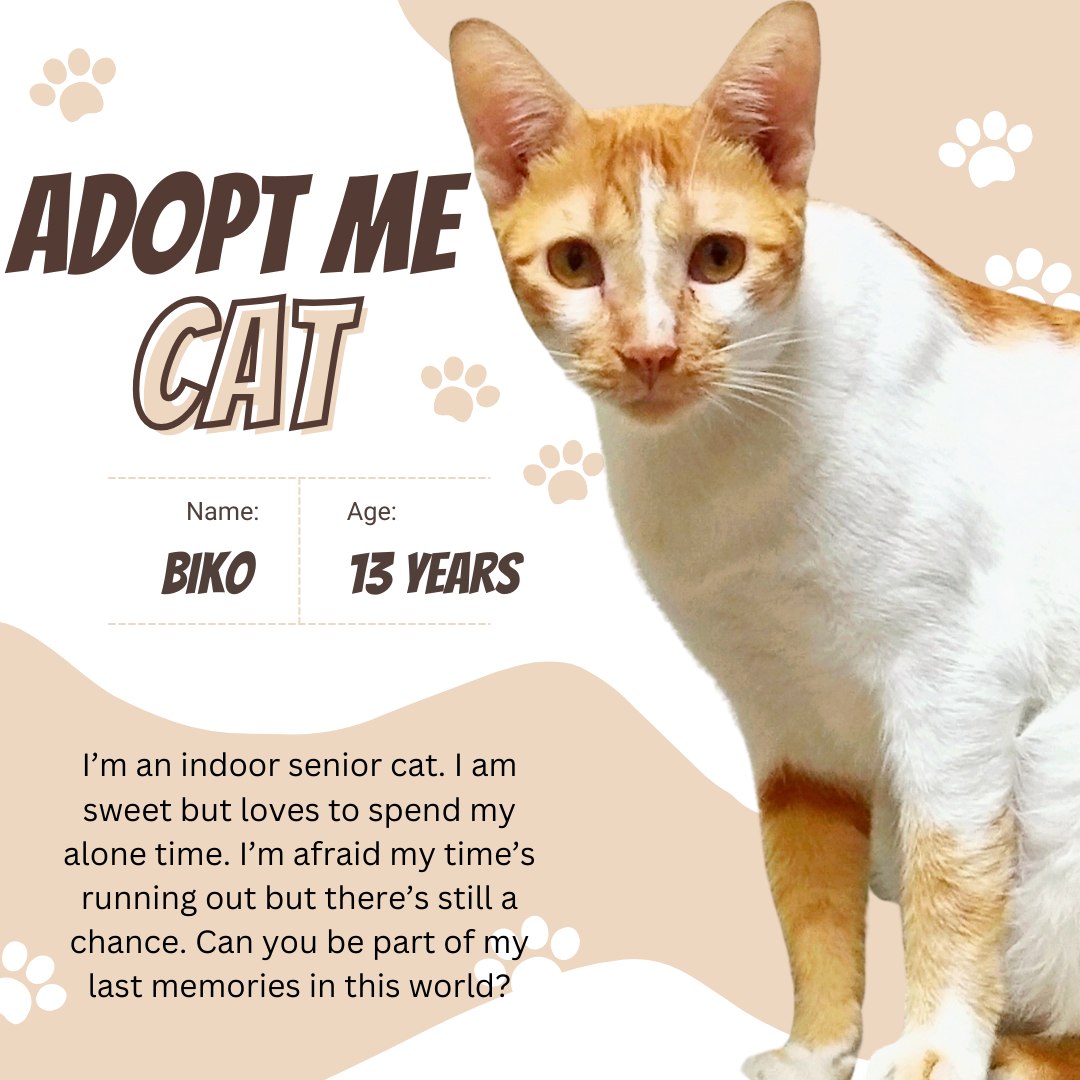 ADOPT ME
CAT
Name:
BIKO
Age:
13 YEARS
I’m an indoor senior cat. I am
sweet but loves to spend my
alone time. I’m afraid my time’s
running out but there’s still a
chance. Can you be part of my
last memories in this world?